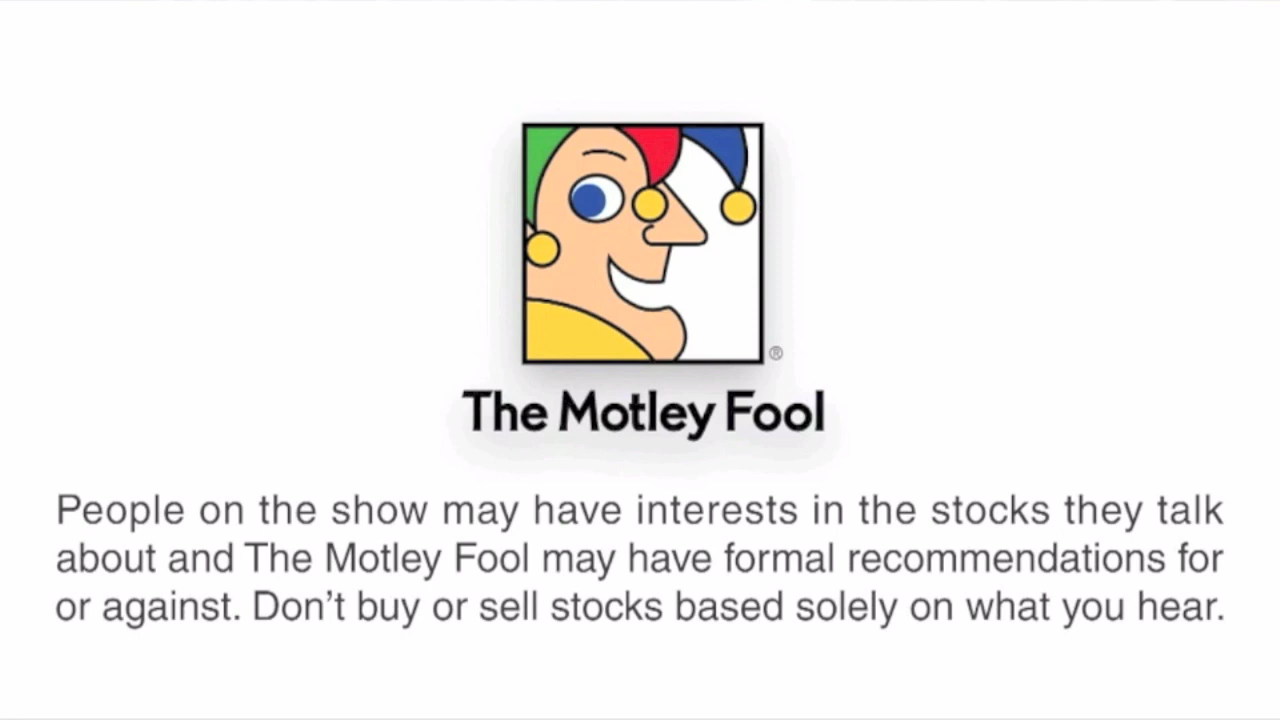 ®
The Motley Fool
People on the show may have interests in the stocks they talk
about and The Motley Fool may have formal recommendations for
or against. Don’t buy or sell stocks based solely on what you hear.